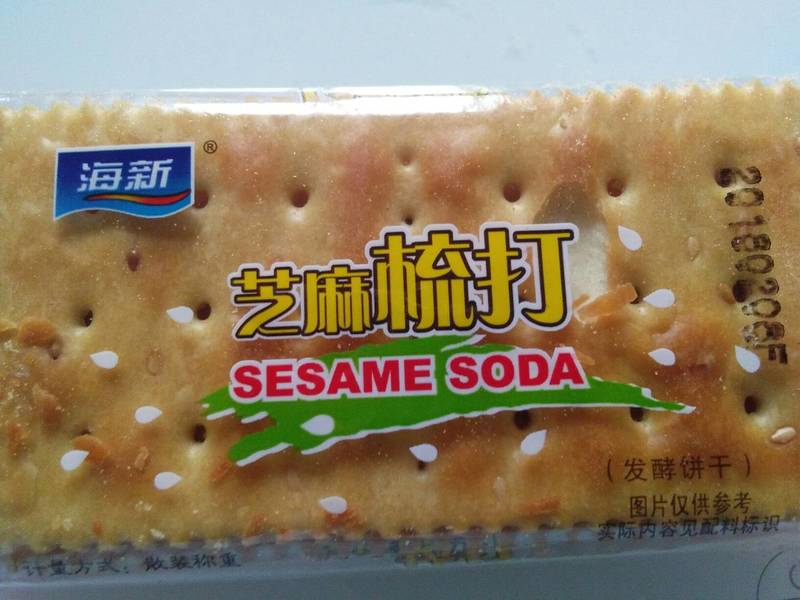 海新®
20180208F
芝麻梳打
SESAME SODA
(发酵饼干)
图片仅供参考
实际内容见配料标识
计量方式：散装称重